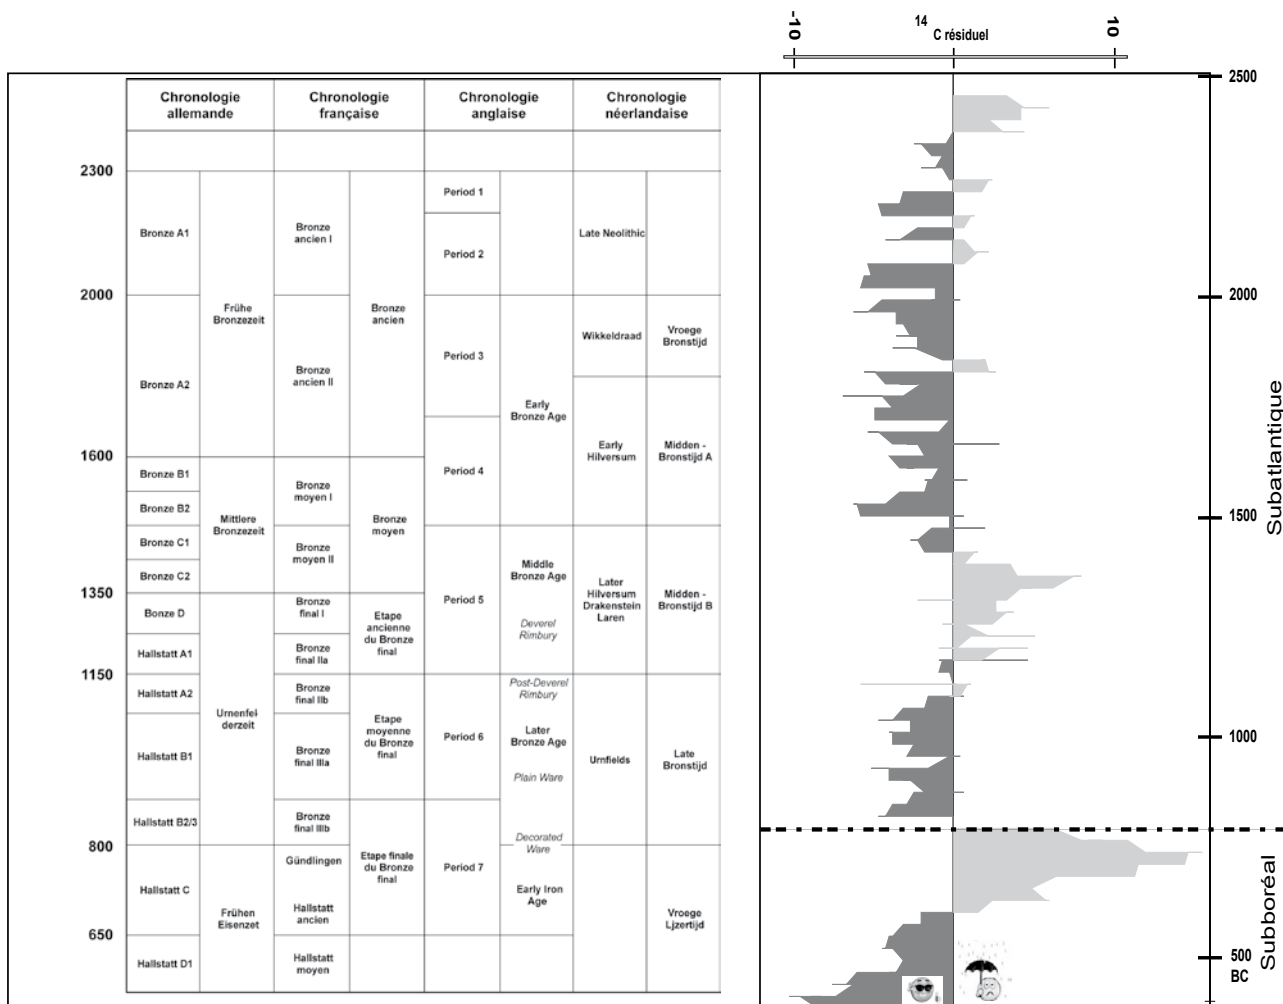 -10
14
C résiduel
10
Chronologie
allemande
Chronologie
française
Chronologie
anglaise
Chronologie
néerlandaise
2300
2000
1600
1350
1150
800
650
Bronze A1
Bronze A2
Bronze B1
Bronze B2
Bronze C1
Bronze C2
Bonze D
Hallstatt A1
Hallstatt A2
Hallstatt B1
Hallstatt B2/3
Hallstatt C
Hallstatt D1
Frühe
Bronzezeit
Mittlere
Bronzezeit
Urnenfel-
derzeit
Frühen
Eisenzet
Bronze
ancien I
Bronze
ancien II
Bronze
moyen I
Bronze
moyen II
Bronze
final I
Bronze
final IIa
Bronze
final IIb
Bronze
final IIIa
Bronze
final IIIb
Gündlingen
Hallstatt
ancien
Hallstatt
moyen
Bronze
ancien
Bronze
moyen
Etape
ancienne
du Bronze
final
Etape
moyenne
du Bronze
final
Etape finale
du Bronze
final
Period 1
Period 2
Period 3
Period 4
Period 5
Period 6
Period 7
Early
Bronze Age
Middle
Bronze Age
Deverel
Rimbury
Post-Deverel
Rimbury
Later
Bronze Age
Plain Ware
Decorated
Ware
Early Iron
Age
Late Neolithic
Wikkeldraad
Early
Hilversum
Later
Hilversum
Drakenstein
Laren
Urnfields
Vroege
Bronstijd
Midden -
Bronstijd A
Midden -
Bronstijd B
Late
Bronstijd
Vroege
Ljzertijd
2500
2000
1500
1000
500
BC
Subatlantique
Subboréal